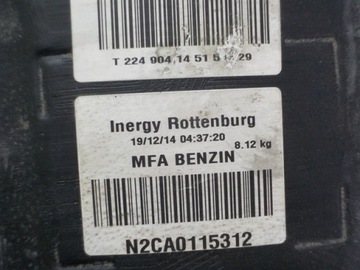 T 224 904 14 51 5 29
Inergy Rottenburg
19/12/14 04:37:20
8.12 kg
MFA BENZIN
N2CA0115312